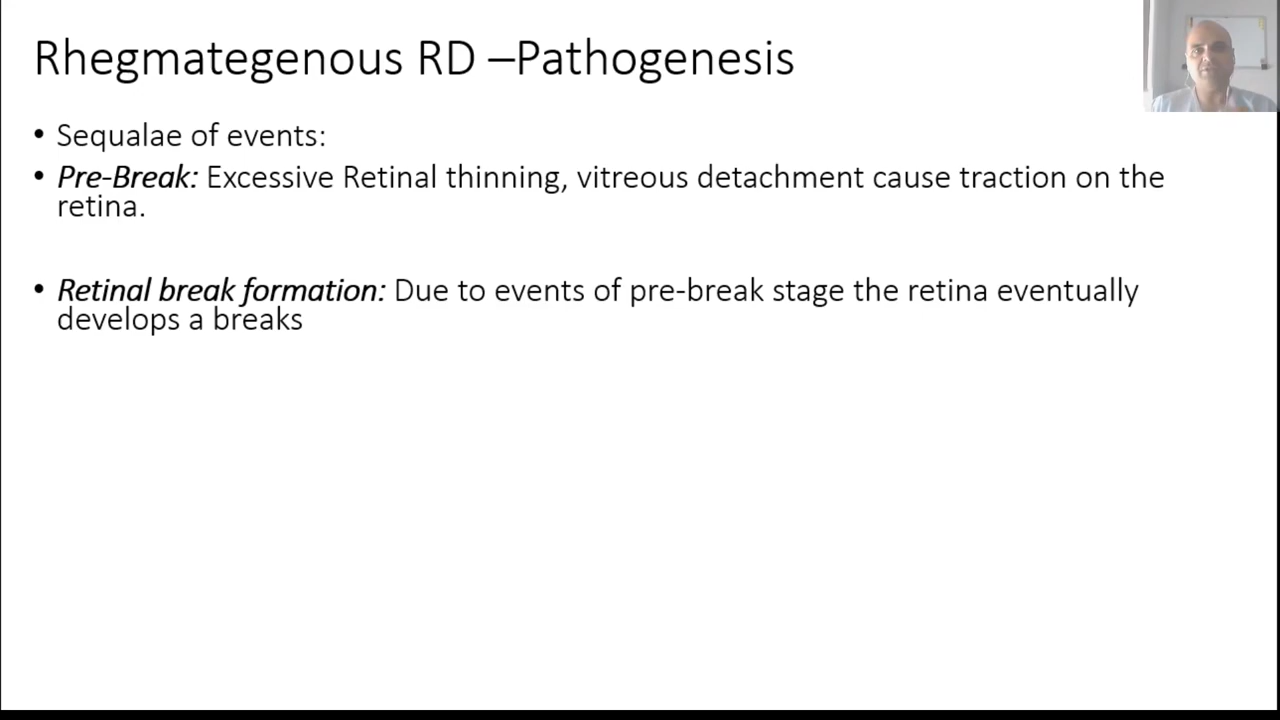 Rhegmategenous RD –Pathogenesis
• Sequalae of events:
• Pre-Break: Excessive Retinal thinning, vitreous detachment cause traction on the
retina.
• Retinal break formation: Due to events of pre-break stage the retina eventually
develops a breaks